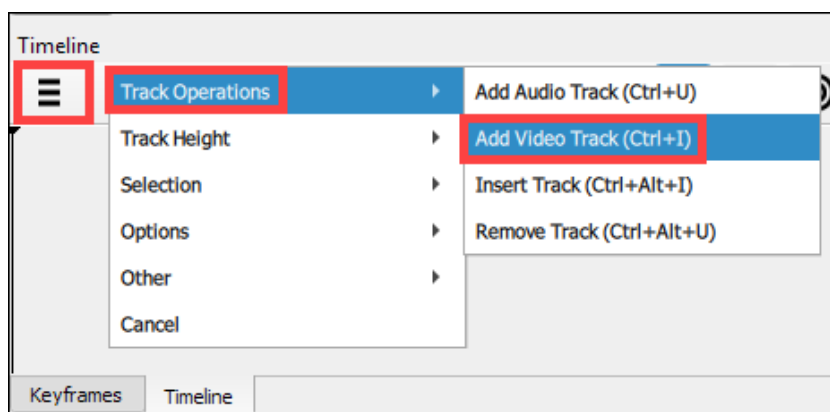 Timeline
Track Operations
Add Audio Track (Ctrl+U)
Track Height
Add Video Track (Ctrl+I)
Selection
Insert Track (Ctrl+Alt+I)
Options
Remove Track (Ctrl+Alt+U)
Other
Cancel
Keyframes
Timeline